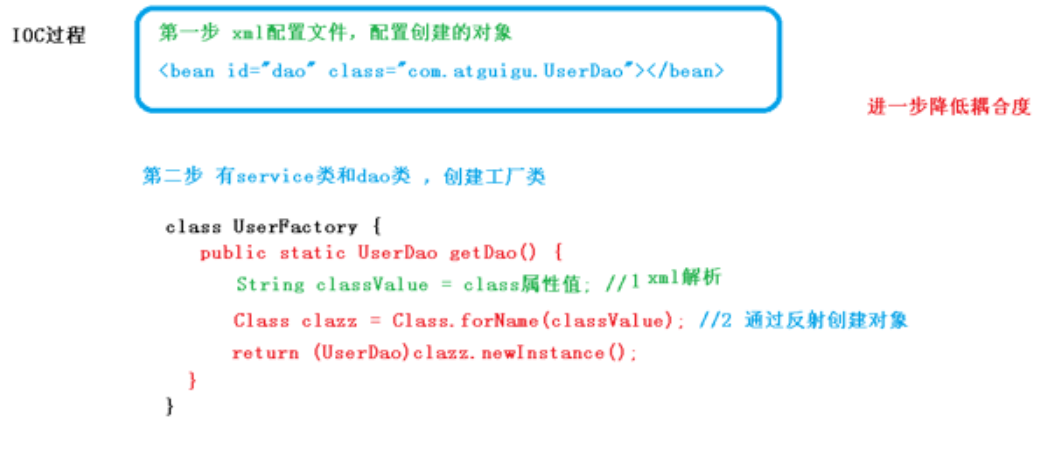 IOC过程
第一步 xml配置文件，配置创建的对象
<bean id="dao" class="com.atguigu.UserDao"></bean>
进一步降低耦合度
第二步 有service类和dao类 ，创建工厂类
class UserFactory {
public static UserDao getDao() {
String classValue = class属性值; //1 xml解析
Class clazz = Class.forName(classValue); //2 通过反射创建对象
return (UserDao)clazz.newInstance();
}
}